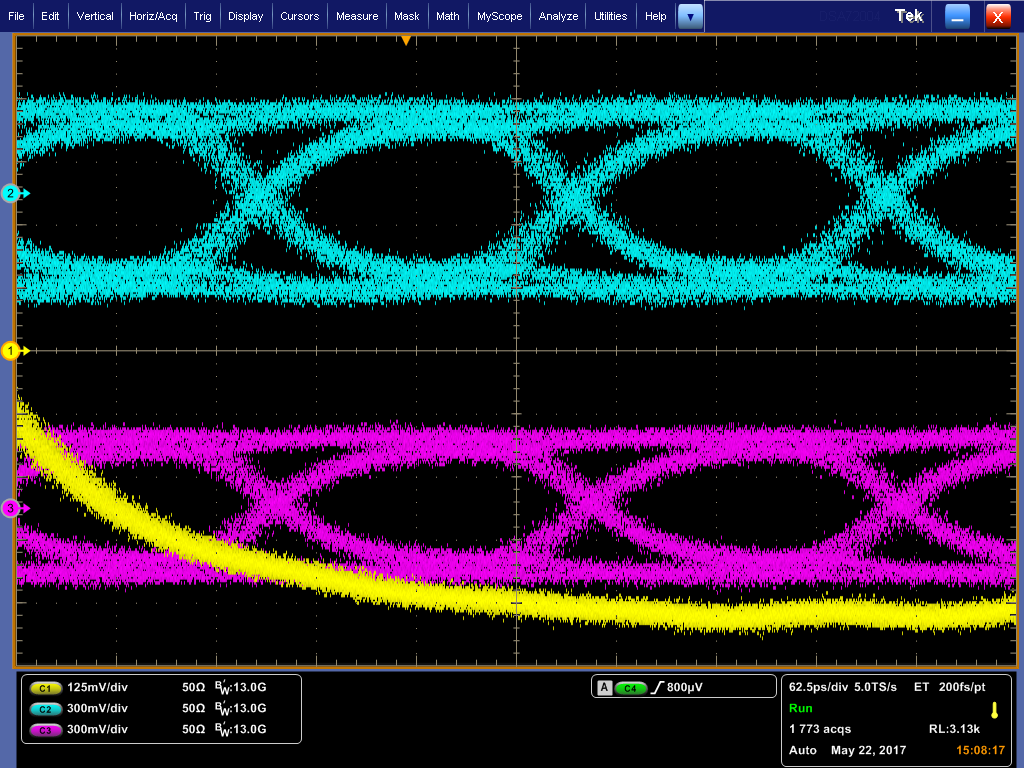 File Edit Vertical Horiz/Acq Trig Display Cursors Measure Mask Math MyScope Analyze Utilities Help Tek X
2
1
3
C1 125mV/div 50Ω BW:13.0G
C2 300mV/div 50Ω BW:13.0G
C3 300mV/div 50Ω BW:13.0G
A C4 800µV
62.5ps/div 5.0TS/s ET 200fs/pt
Run
1 773 acqs RL:3.13k
Auto May 22, 2017 15:08:17